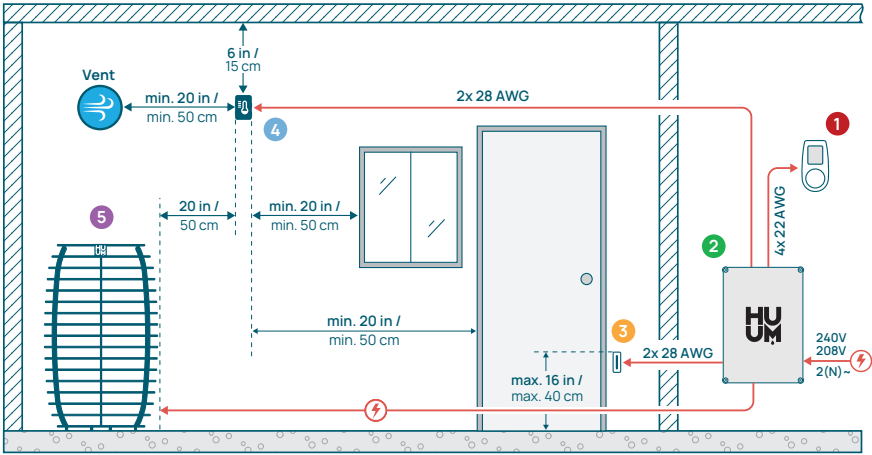 6 in /
15 cm
Vent
min. 20 in /
min. 50 cm
2x 28 AWG
4
1
4x 22 AWG
20 in /
50 cm
min. 20 in /
min. 50 cm
5
HUUM
2
HU
UM
min. 20 in /
min. 50 cm
3
2x 28 AWG
240V
208V
2(N)~
max. 16 in /
max. 40 cm